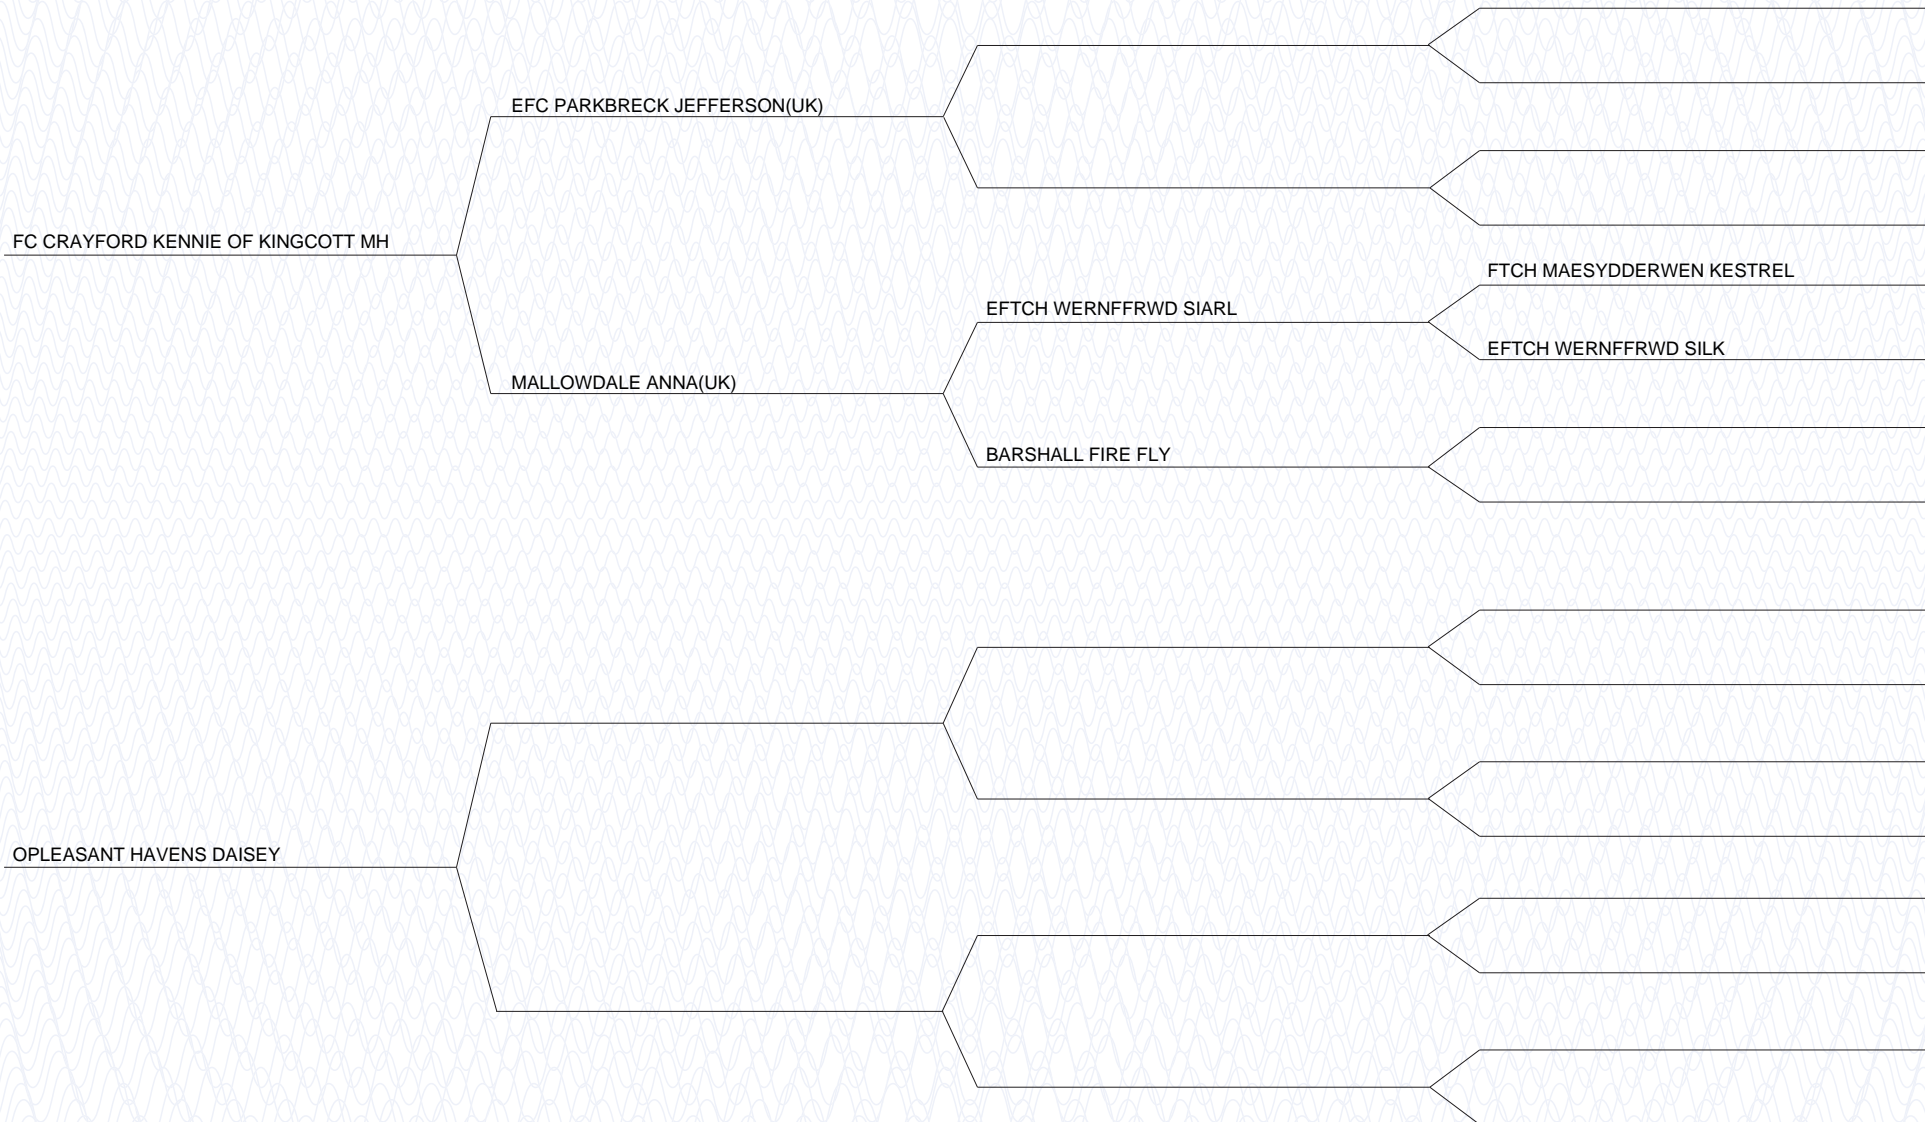 EFC PARKBRECK JEFFERSON(UK)
FC CRAYFORD KENNIE OF KINGCOTT MH
FTCH MAESYDDERWEN KESTREL
EFTCH WERNFFRWD SIARL
EFTCH WERNFFRWD SILK
MALLOWDALE ANNA(UK)
BARSHALL FIRE FLY
OPLEASANT HAVENS DAISEY